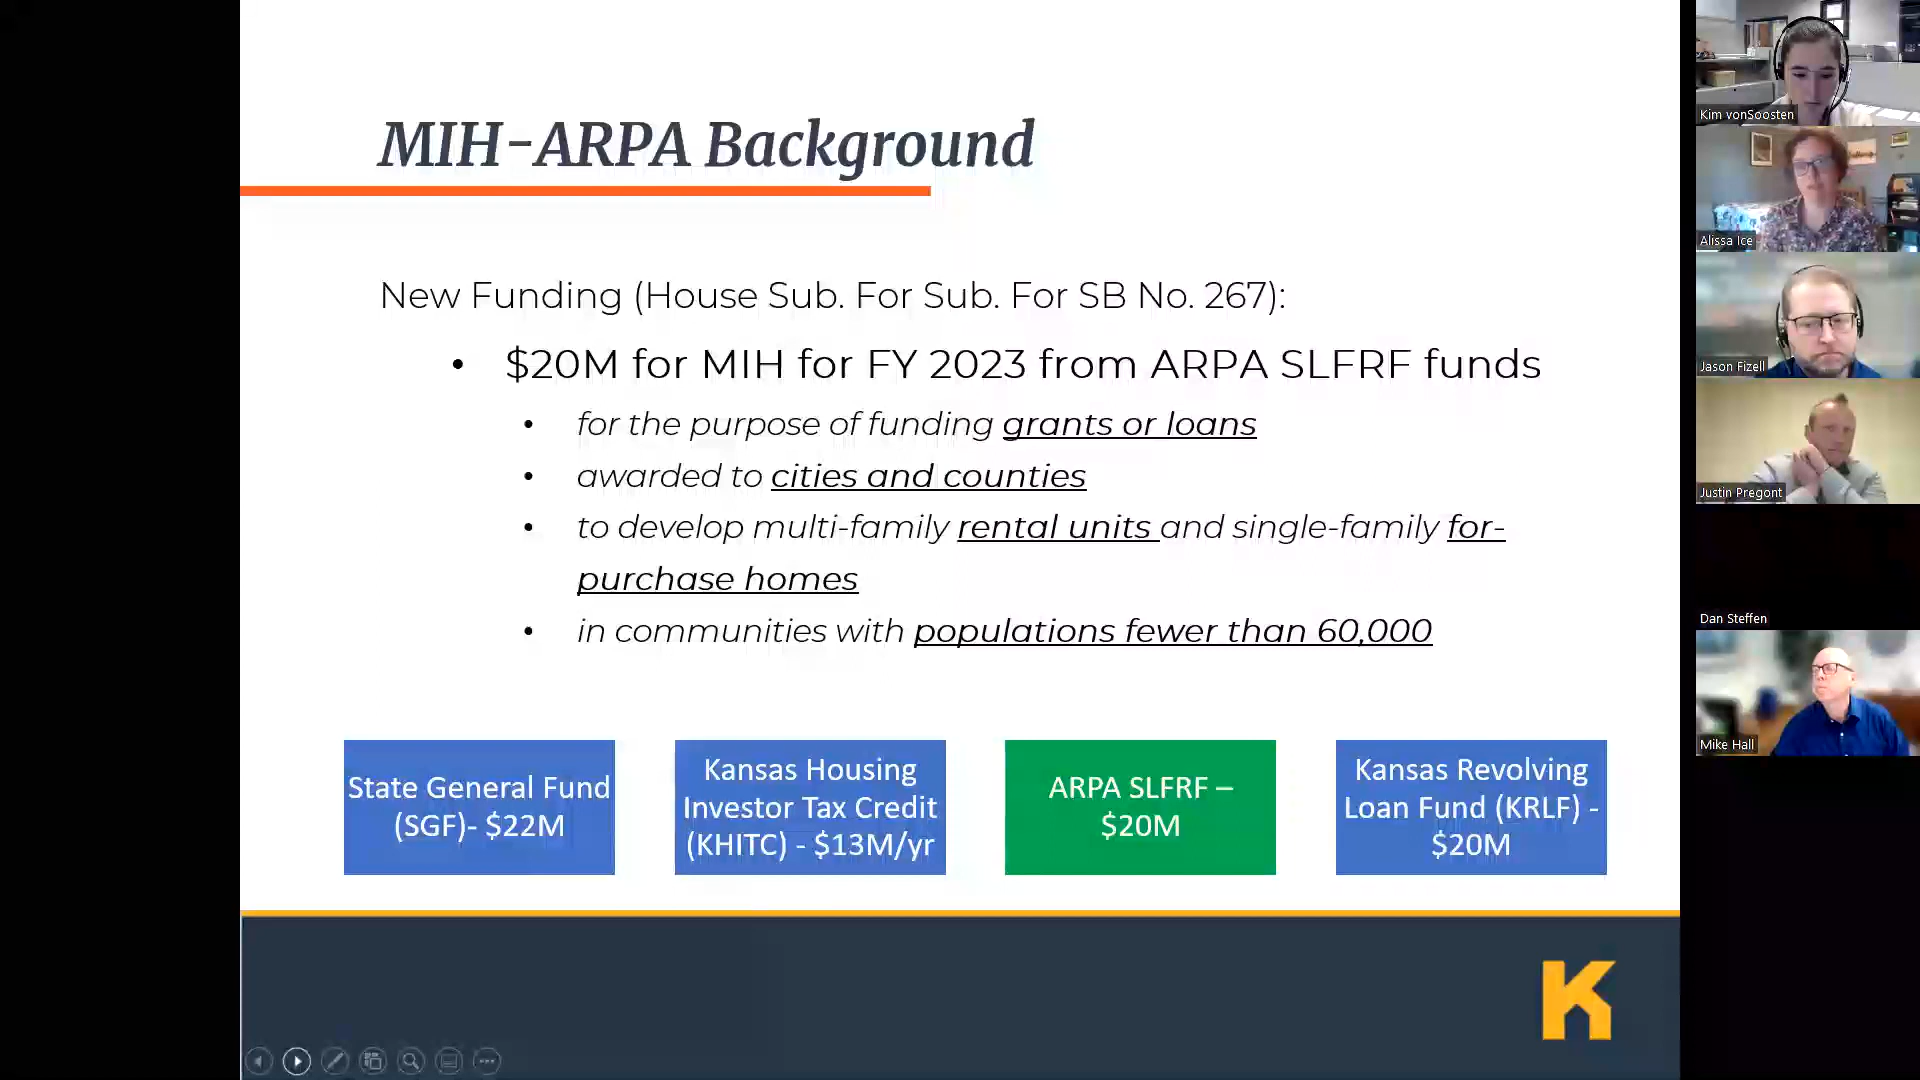 MIH-ARPA Background
New Funding (House Sub. For Sub. For SB No. 267):
• $20M for MIH for FY 2023 from ARPA SLFRF funds
• for the purpose of funding grants or loans
• awarded to cities and counties
• to develop multi-family rental units and single-family for-
purchase homes
• in communities with populations fewer than 60,000
State General Fund
(SGF)- $22M
Kansas Housing
Investor Tax Credit
(KHITC) - $13M/yr
ARPA SLFRF –
$20M
Kansas Revolving
Loan Fund (KRLF) -
$20M
K
Kim vonSoosten
Alissa Ice
Jason Fizell
Justin Pregont
Dan Steffen
Mike Hall